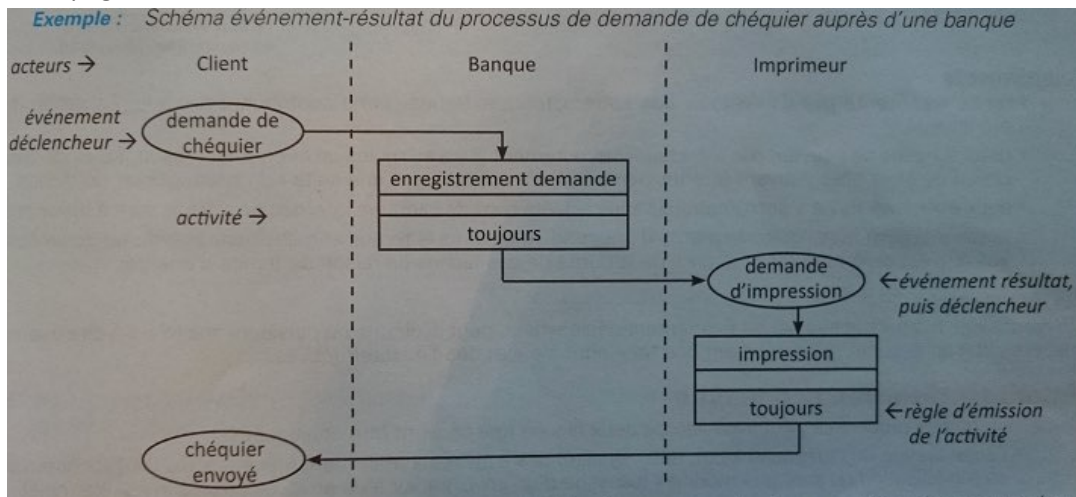 Exemple : Schéma événement-résultat du processus de demande de chéquier auprès d'une banque
acteurs → Client Banque Imprimeur
événement
déclencheur →
demande de
chéquier
enregistrement demande
activité →
toujours
demande
d'impression
←événement résultat,
puis déclencheur
impression
toujours
←règle d'émission
de l'activité
chéquier
envoyé